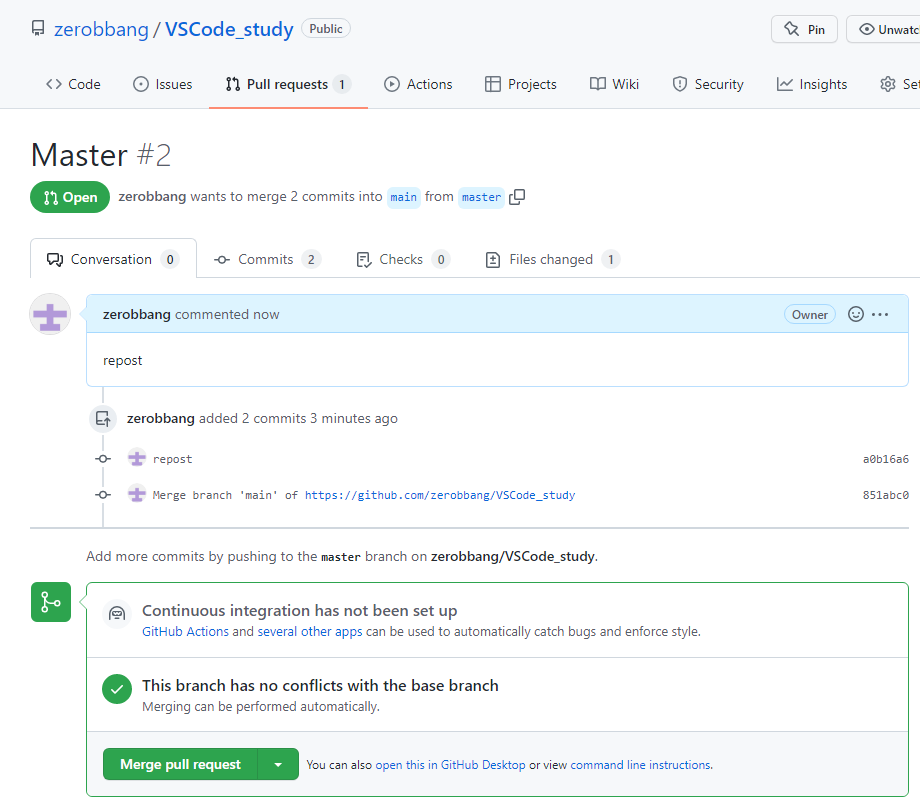 zerobbang / VSCode_study Public Pin Unwatc
Code Issues Pull requests 1 Actions Projects Wiki Security Insights Set
Master #2
Open zerobbang wants to merge 2 commits into main from master
Conversation 0 Commits 2 Checks 0 Files changed 1
zerobbang commented now Owner
repost
zerobbang added 2 commits 3 minutes ago
repost a0b16a6
Merge branch 'main' of https://github.com/zerobbang/VSCode_study 851abc0
Add more commits by pushing to the master branch on zerobbang/VSCode_study.
Continuous integration has not been set up
GitHub Actions and several other apps can be used to automatically catch bugs and enforce style.
This branch has no conflicts with the base branch
Merging can be performed automatically.
Merge pull request You can also open this in GitHub Desktop or view command line instructions.